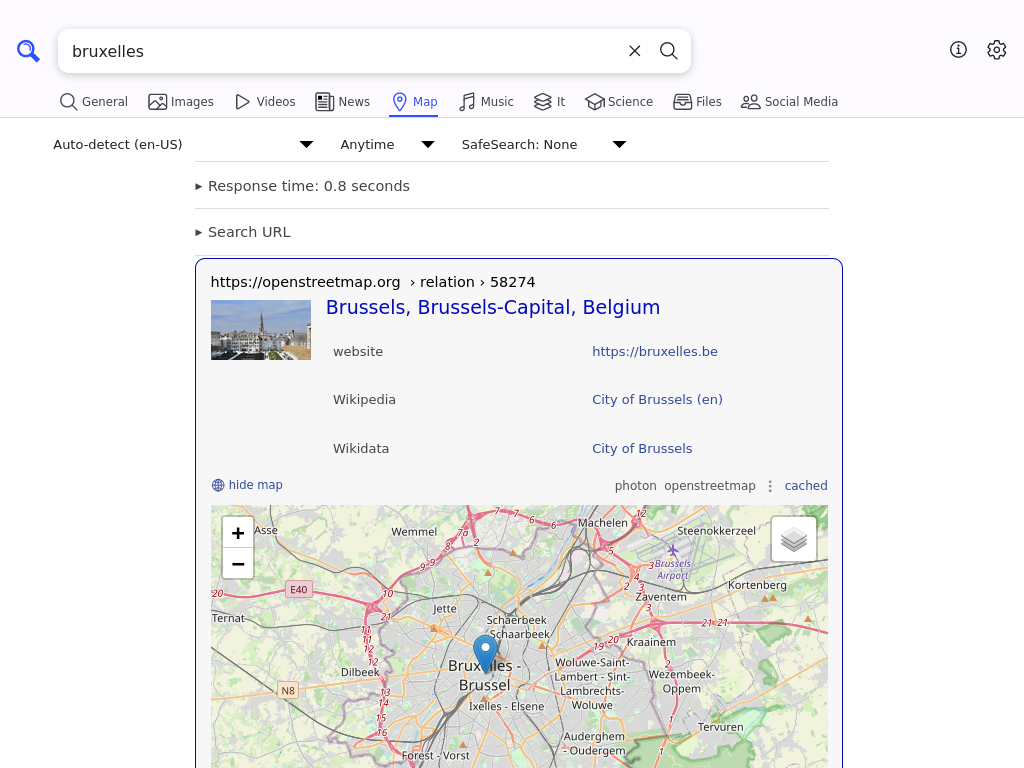 bruxelles
General
Images
Videos
News
Map
Music
It
Science
Files
Social Media
Auto-detect (en-US)
Anytime
SafeSearch: None
Response time: 0.8 seconds
Search URL
https://openstreetmap.org › relation › 58274
Brussels, Brussels-Capital, Belgium
website https://bruxelles.be
Wikipedia City of Brussels (en)
Wikidata City of Brussels
hide map
photon openstreetmap cached
+
−
Asse
Wemmel
Machelen
Steenokkerzeel
Brussels
Airport
Kortenberg
E40
Zaventem
Jette
Ternat
Schaerbeek
- Schaarbeek
Kraainem
Bruxelles -
Brussel
Dilbeek
Woluwe-Saint-
Lambert - Sint-
Lambrechts-
Woluwe
Wezembeek-
Oppem
N8
Ixelles - Elsene
Tervuren
Auderghem
- Oudergem
Forest - Vorst
7a
7
7
6
6
12
7
2
8
9
9
10
20
21
11
11
12
12
13
13
14
15
16
17
5
4
2
4
3
3
3
19
20
21
21
1
1